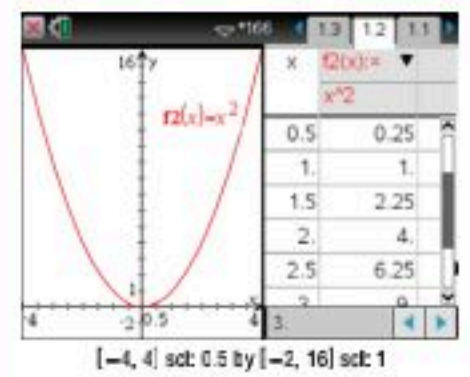 *166 1.3 1.2 1.1
16 y
f2(x)=x²
1
-4 -2 0.5 4
x f2(x):= ▼
x^2
0.5 0.25
1. 1.
1.5 2.25
2. 4.
2.5 6.25
3. 9.
3.
[−4, 4] scl: 0.5 by [−2, 16] scl: 1